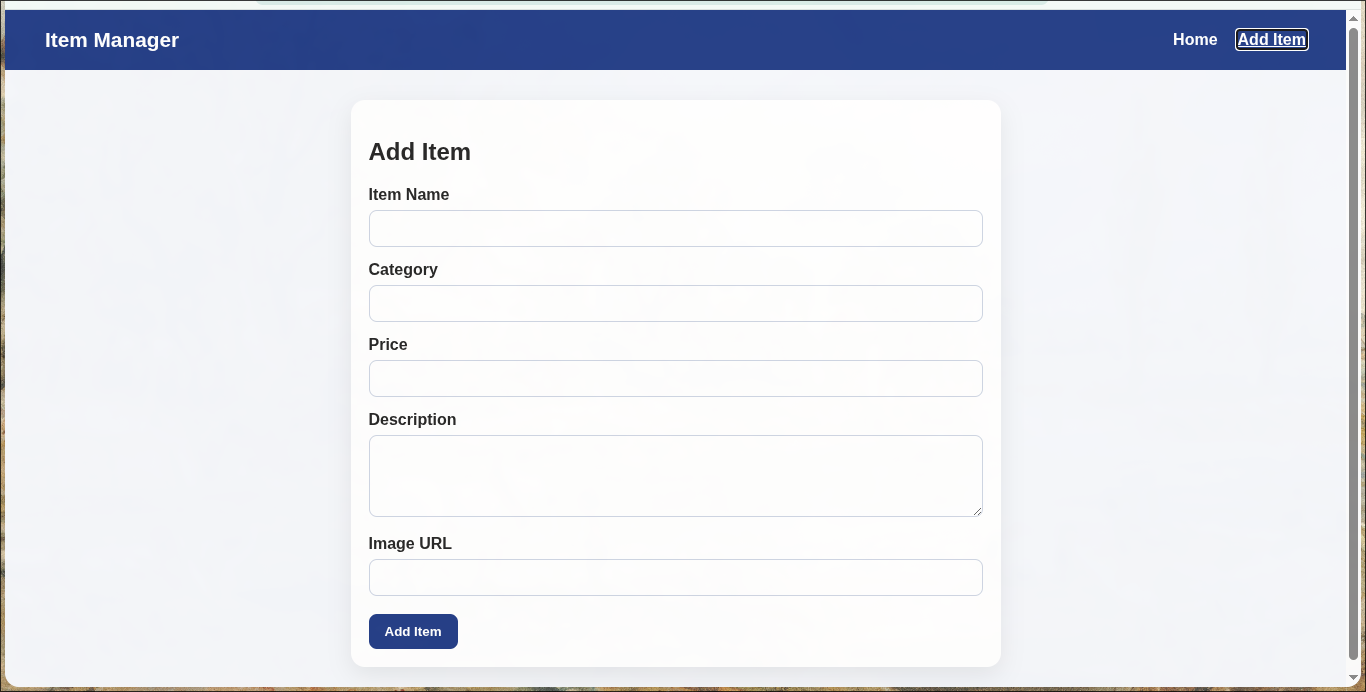 Item Manager
Home
Add Item
Add Item
Item Name
Category
Price
Description
Image URL
Add Item